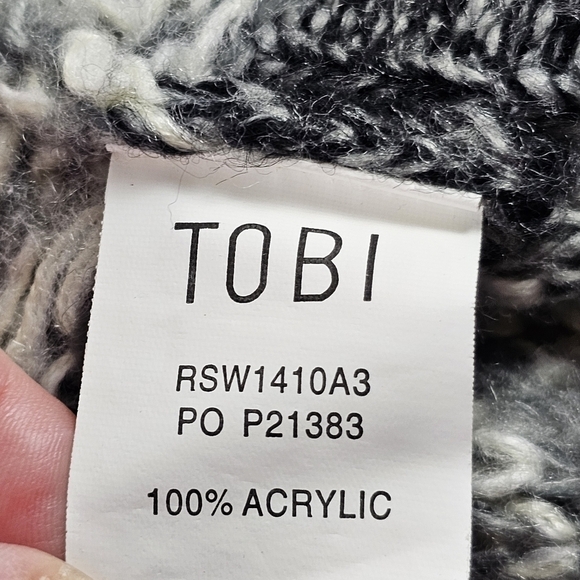 TOBI
RSW1410A3
PO P21383
100% ACRYLIC